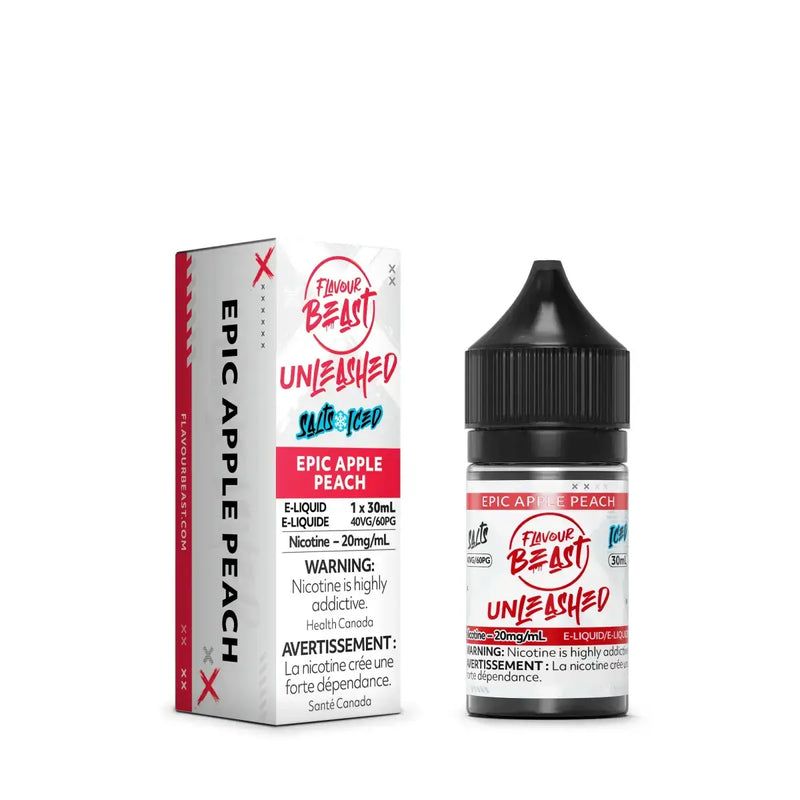 EPIC APPLE PEACH
FLAVOURBEAST.COM
FLAVOUR
BEAST
UNLEASHED
SALTS ICED
EPIC APPLE
PEACH
E-LIQUID 1 x 30mL
E-LIQUIDE 40VG/60PG
Nicotine – 20mg/mL
WARNING:
Nicotine is highly
addictive.
Health Canada
AVERTISSEMENT :
La nicotine crée une
forte dépendance.
Santé Canada
EPIC APPLE PEACH
SALTS
ICED
40VG/60PG
30mL
FLAVOUR
BEAST
UNLEASHED
Nicotine – 20mg/mL E-LIQUID/E-LIQUI
WARNING: Nicotine is highly addictive
AVERTISSEMENT : La nicotine crée une
forte dépendance.